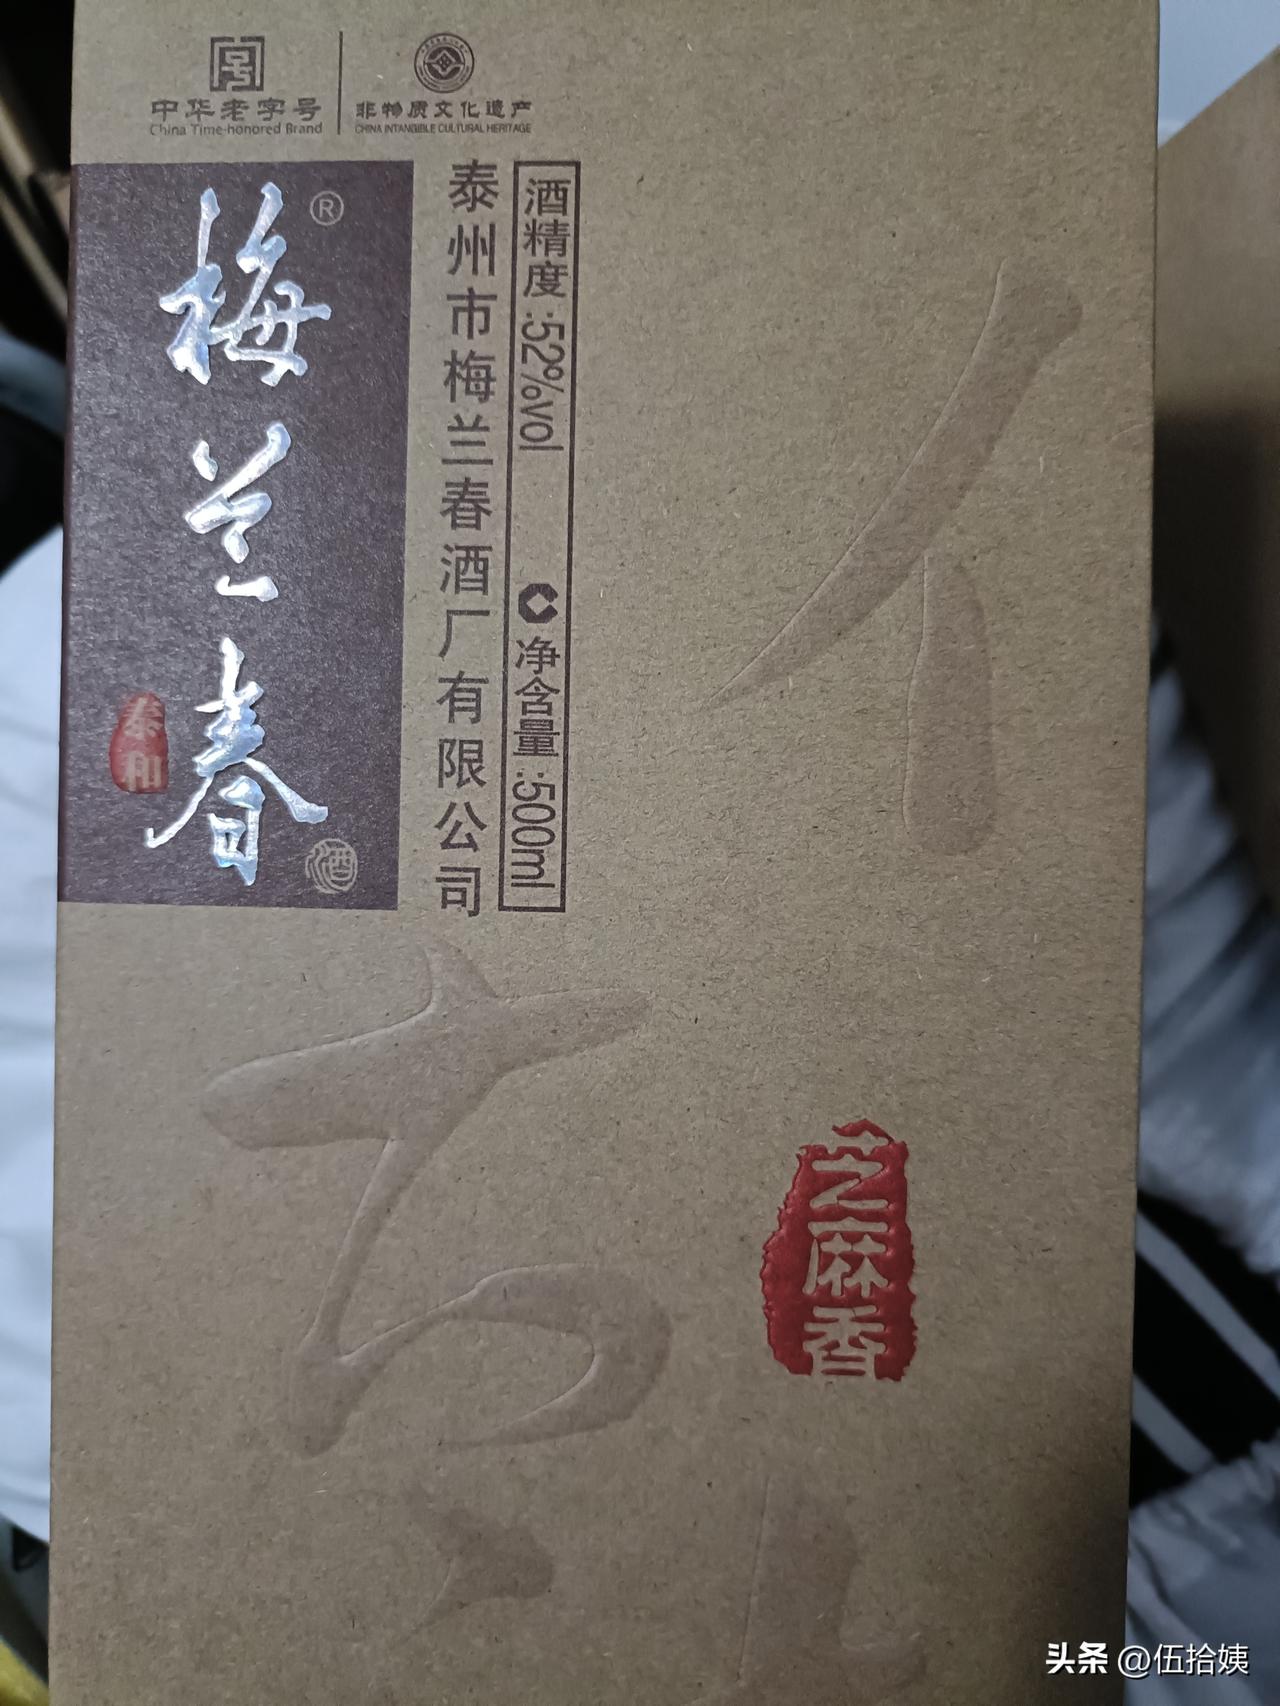 中华老字号
China Time-honored Brand
非物质文化遗产
CHINA INTANGIBLE CULTURAL HERITAGE
梅兰春
®
泰和
酒
泰州市梅兰春酒厂有限公司
酒精度:52%vol
净含量:500ml
芝麻香
头条 @伍拾姨